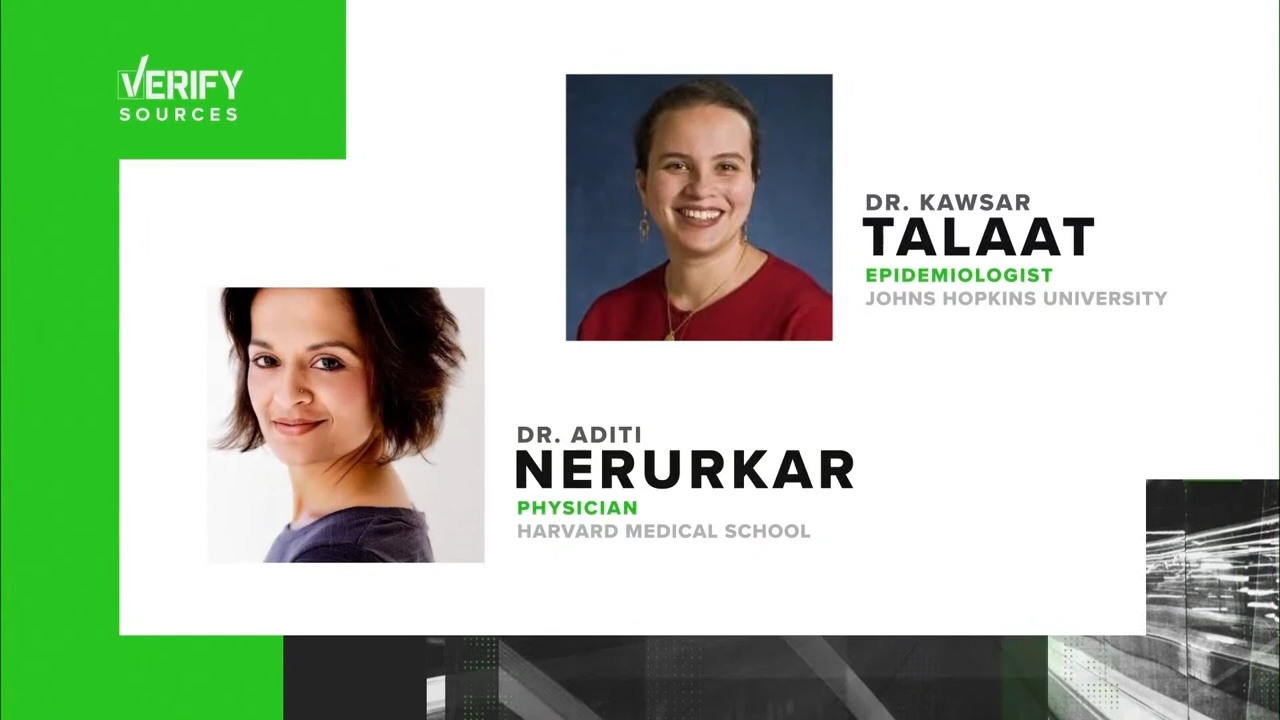 VERIFY
SOURCES
DR. KAWSAR
TALAAT
EPIDEMIOLOGIST
JOHNS HOPKINS UNIVERSITY
DR. ADITI
NERURKAR
PHYSICIAN
HARVARD MEDICAL SCHOOL